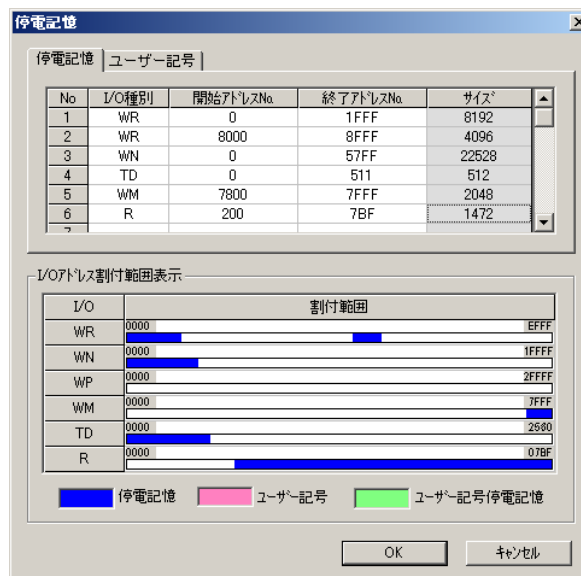 停電記憶
停電記憶 ユーザー記号
No I/O種別 開始アドレスNo. 終了アドレスNo. サイズ
1 WR 0 1FFF 8192
2 WR 8000 8FFF 4096
3 WN 0 57FF 22528
4 TD 0 511 512
5 WM 7800 7FFF 2048
6 R 200 7BF 1472
I/Oアドレス割付範囲表示
I/O 割付範囲
WR 0000 EFFF
WN 0000 1FFFF
WP 0000 2FFFF
WM 0000 7FFF
TD 0000 2560
R 0000 07BF
停電記憶 ユーザー記号 ユーザー記号停電記憶
OK キャンセル